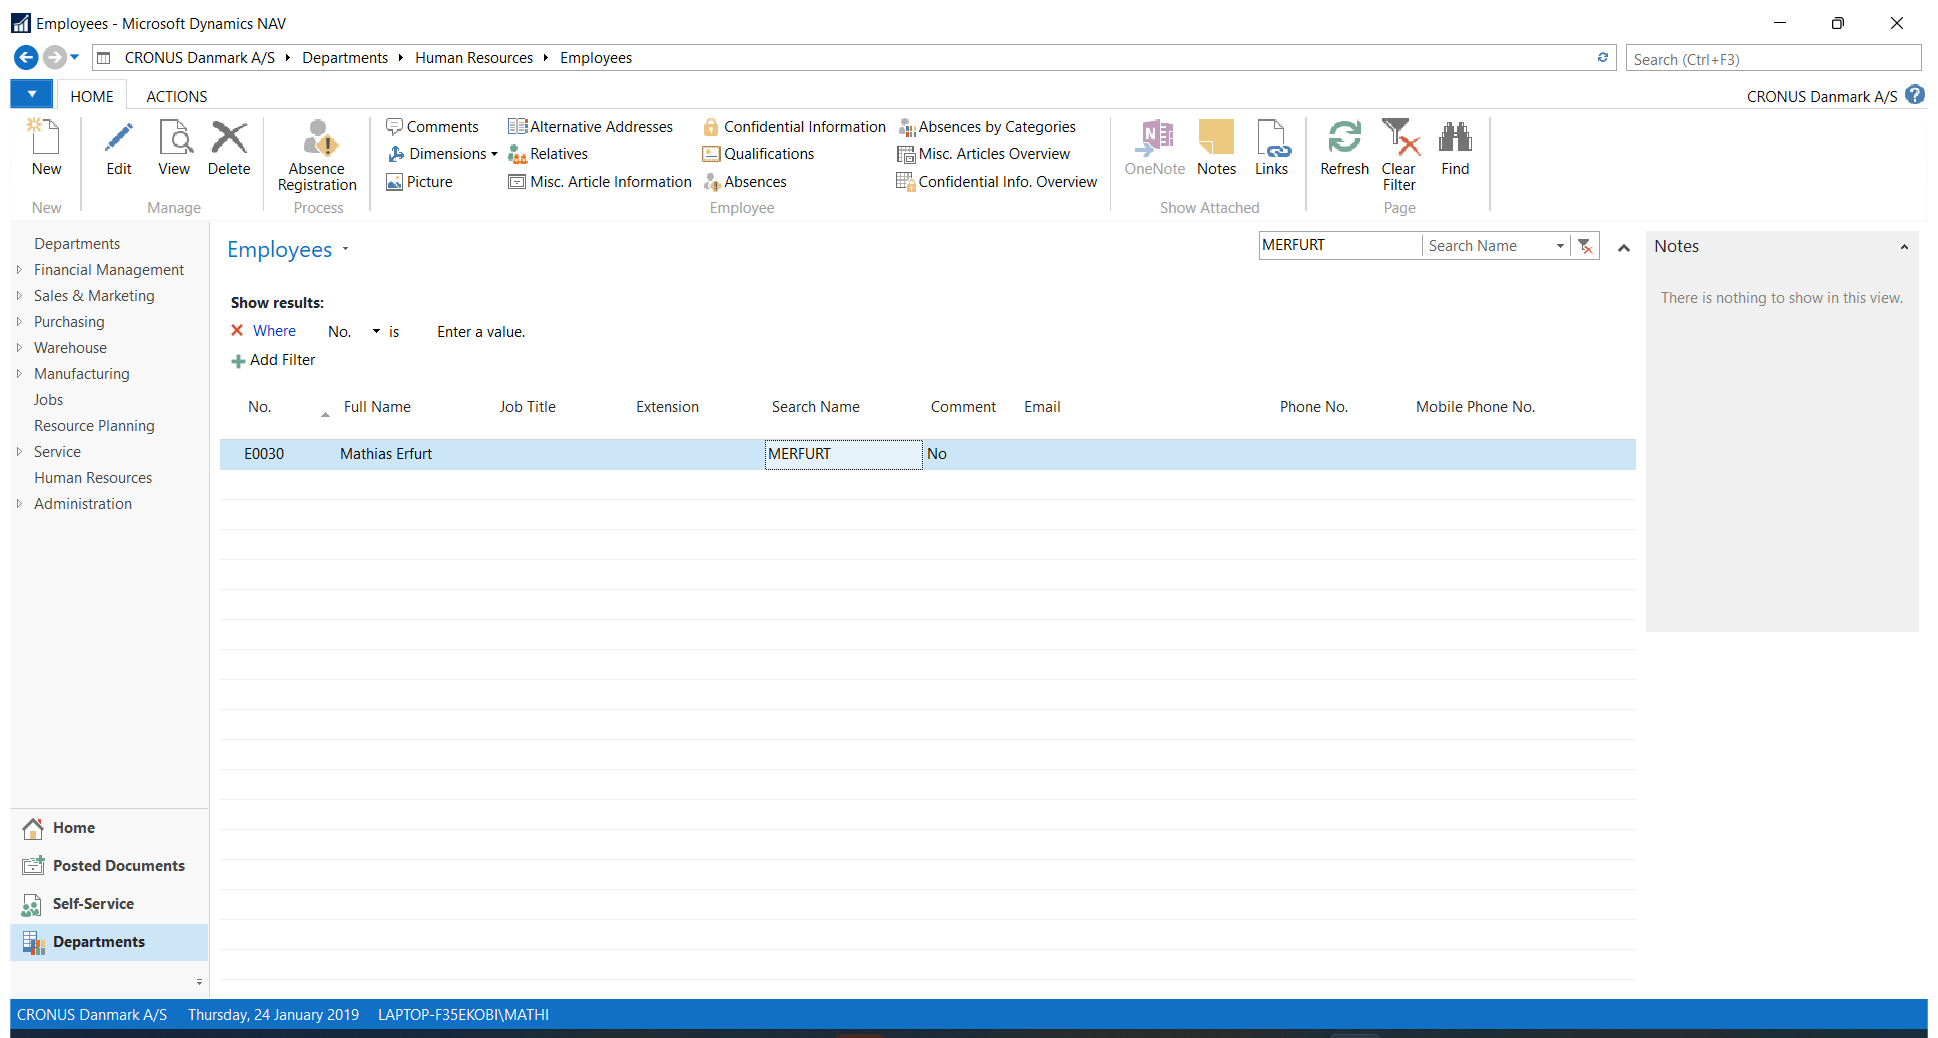 Employees - Microsoft Dynamics NAV
CRONUS Danmark A/S Departments Human Resources Employees
Search (Ctrl+F3)
HOME ACTIONS
CRONUS Danmark A/S
New
New
Edit View Delete
Manage
Absence Registration
Process
Comments Alternative Addresses Confidential Information Absences by Categories
Dimensions Relatives Qualifications Misc. Articles Overview
Picture Misc. Article Information Absences Confidential Info. Overview
Employee
OneNote Notes Links
Show Attached
Refresh Clear Filter Find
Page
Departments
Financial Management
Sales & Marketing
Purchasing
Warehouse
Manufacturing
Jobs
Resource Planning
Service
Human Resources
Administration
Employees
MERFURT Search Name
Show results:
Where No. is Enter a value.
Add Filter
No. Full Name Job Title Extension Search Name Comment Email Phone No. Mobile Phone No.
E0030 Mathias Erfurt MERFURT No
Notes
There is nothing to show in this view.
Home
Posted Documents
Self-Service
Departments
CRONUS Danmark A/S Thursday, 24 January 2019 LAPTOP-F35EKOBI\MATHI